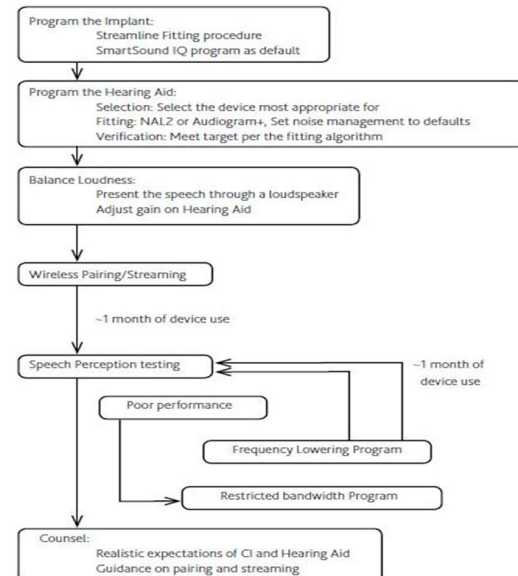 Program the Implant:
Streamline Fitting procedure
SmartSound IQ program as default
Program the Hearing Aid:
Selection: Select the device most appropriate for
Fitting: NAL2 or Audiogram+, Set noise management to defaults
Verification: Meet target per the fitting algorithm
Balance Loudness:
Present the speech through a loudspeaker
Adjust gain on Hearing Aid
Wireless Pairing/Streaming
~1 month of device use
Speech Perception testing
~1 month of
device use
Poor performance
Frequency Lowering Program
Restricted bandwidth Program
Counsel:
Realistic expectations of CI and Hearing Aid
Guidance on pairing and streaming